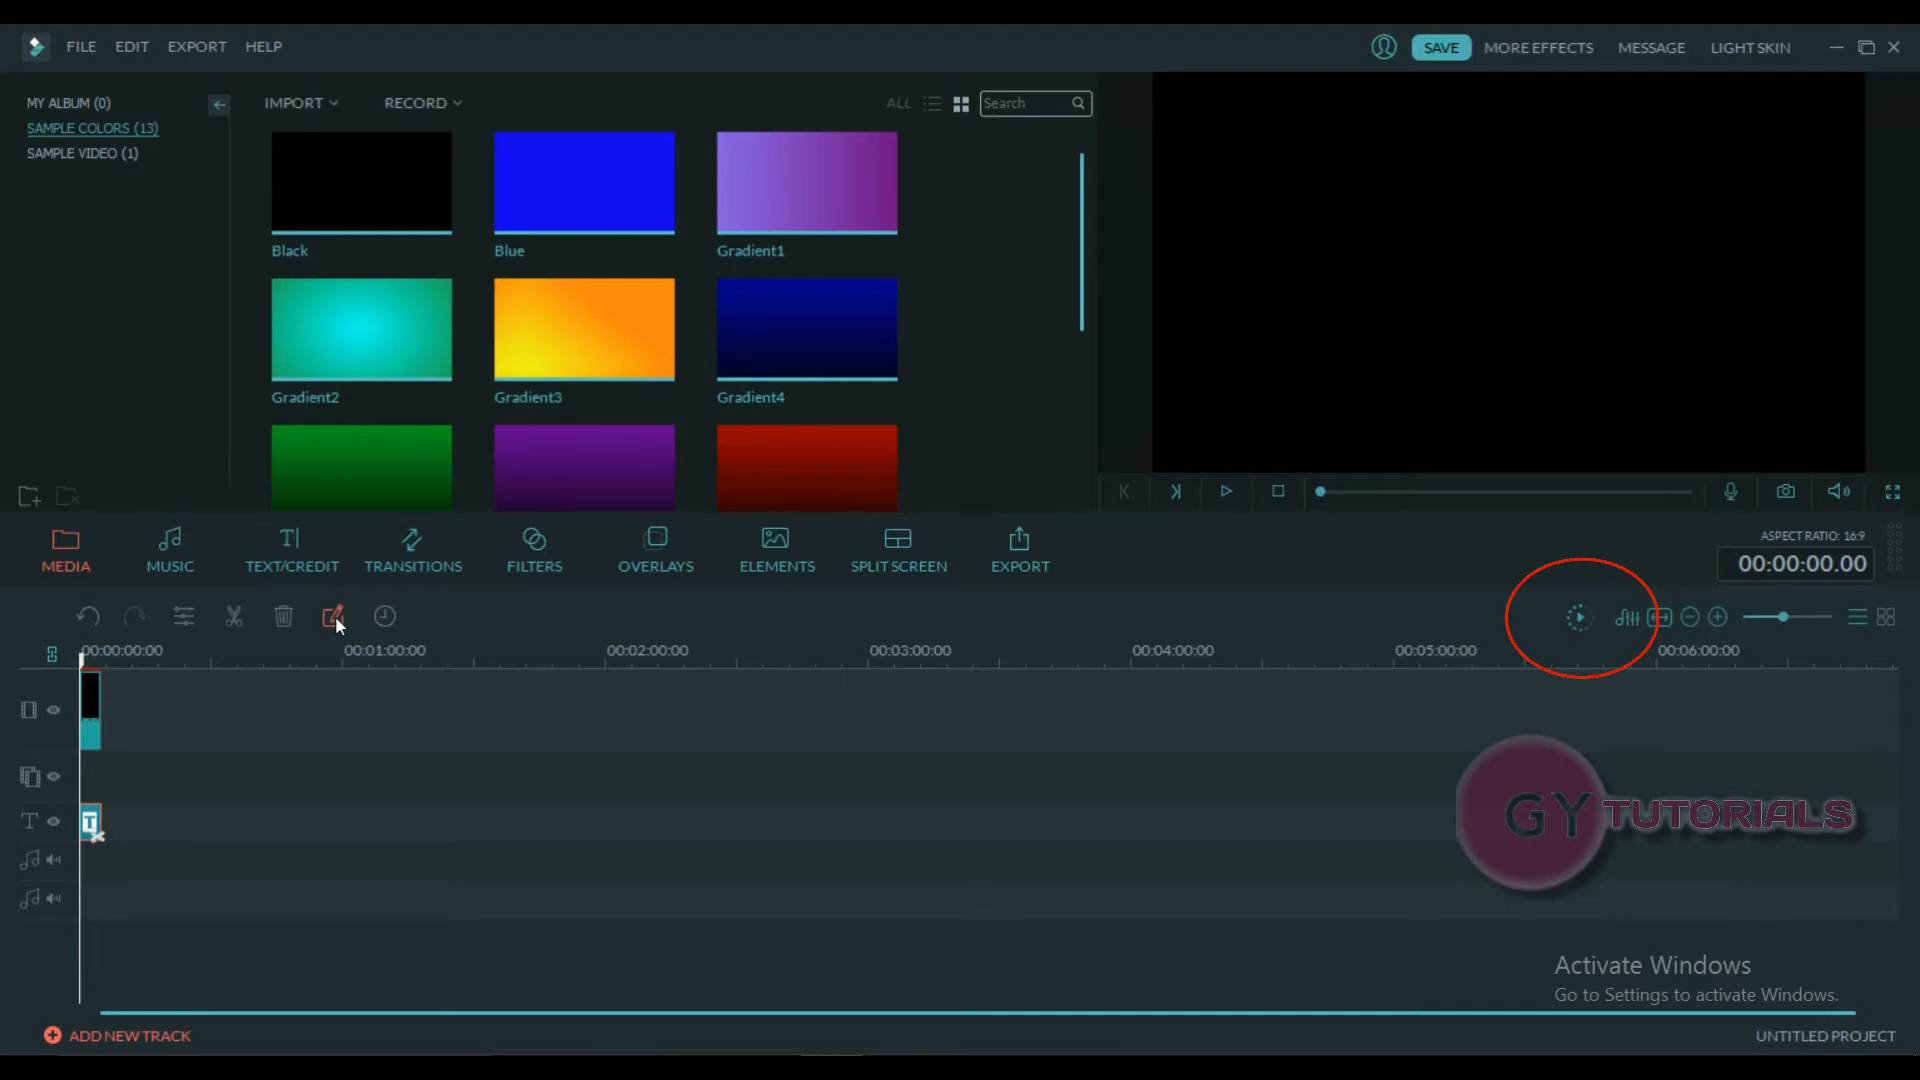 FILE EDIT EXPORT HELP
SAVE MORE EFFECTS MESSAGE LIGHT SKIN
MY ALBUM (0)
SAMPLE COLORS (13)
SAMPLE VIDEO (1)
IMPORT RECORD ALL Search
Black Blue Gradient1
Gradient2 Gradient3 Gradient4
MEDIA MUSIC TEXT/CREDIT TRANSITIONS FILTERS OVERLAYS ELEMENTS SPLIT SCREEN EXPORT
ASPECT RATIO: 16:9
00:00:00.00
00:00:00:00 00:01:00:00 00:02:00:00 00:03:00:00 00:04:00:00 00:05:00:00 00:06:00:00
GY TUTORIALS
Activate Windows
Go to Settings to activate Windows.
ADD NEW TRACK
UNTITLED PROJECT